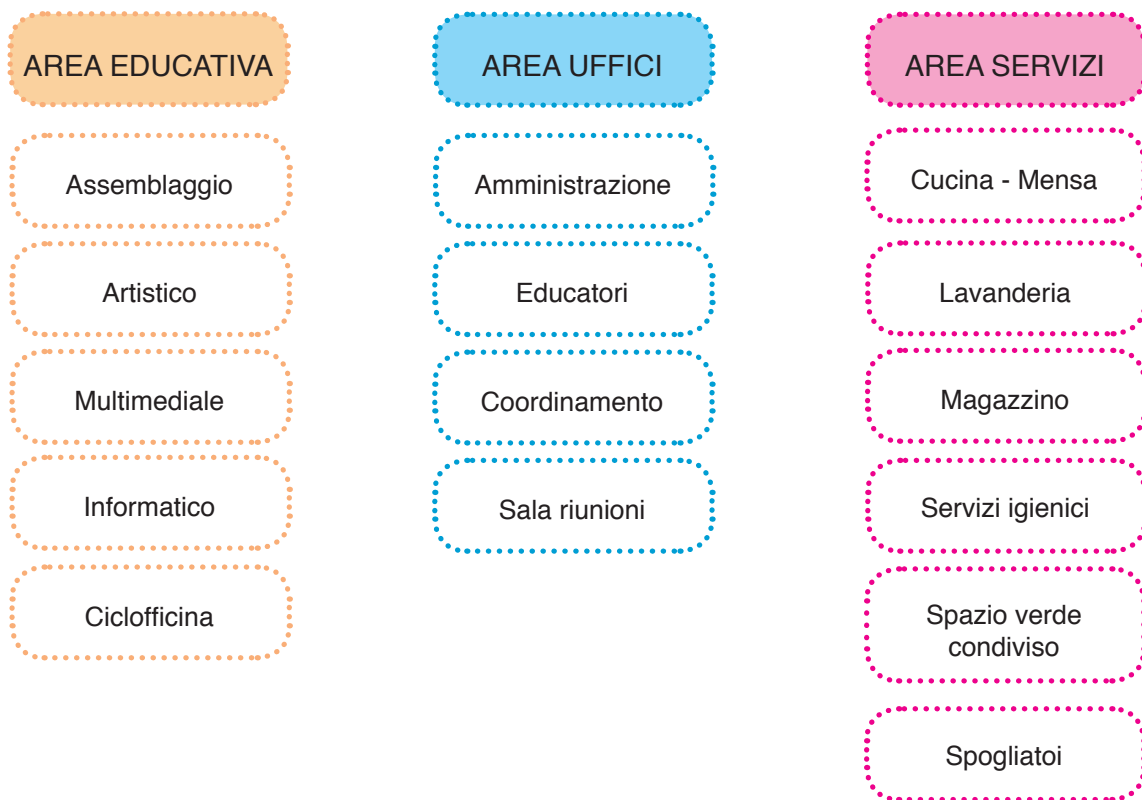 AREA EDUCATIVA
Assemblaggio
Artistico
Multimediale
Informatico
Ciclofficina
AREA UFFICI
Amministrazione
Educatori
Coordinamento
Sala riunioni
AREA SERVIZI
Cucina - Mensa
Lavanderia
Magazzino
Servizi igienici
Spazio verde
condiviso
Spogliatoi